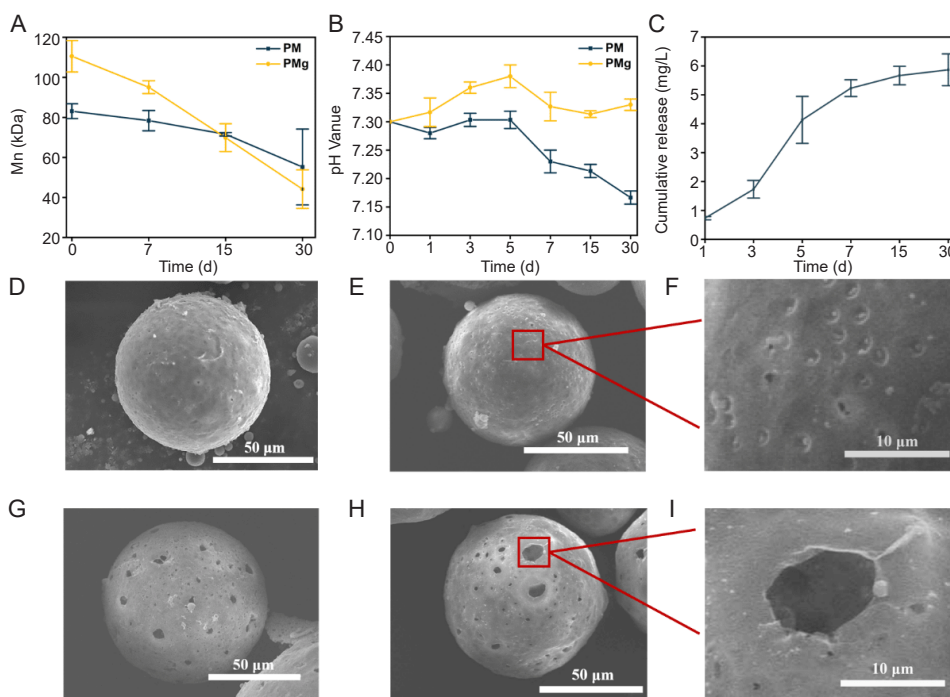 A
Mn (kDa)
120
100
80
60
40
20
0
7
15
30
Time (d)
PM
PMg
B
pH Vanue
7.45
7.40
7.35
7.30
7.25
7.20
7.15
7.10
0
1
3
5
7
15
30
Time (d)
PM
PMg
C
Cumulative release (mg/L)
7
6
5
4
3
2
1
0
1
3
5
7
15
30
Time (d)
D
50 µm
E
50 µm
F
10 µm
G
50 µm
H
50 µm
I
10 µm